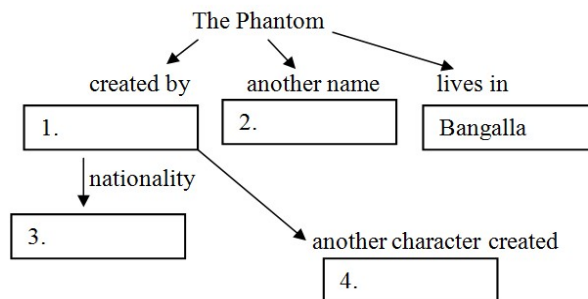 The Phantom
created by
another name
lives in
1.
2.
Bangalla
nationality
3.
another character created
4.